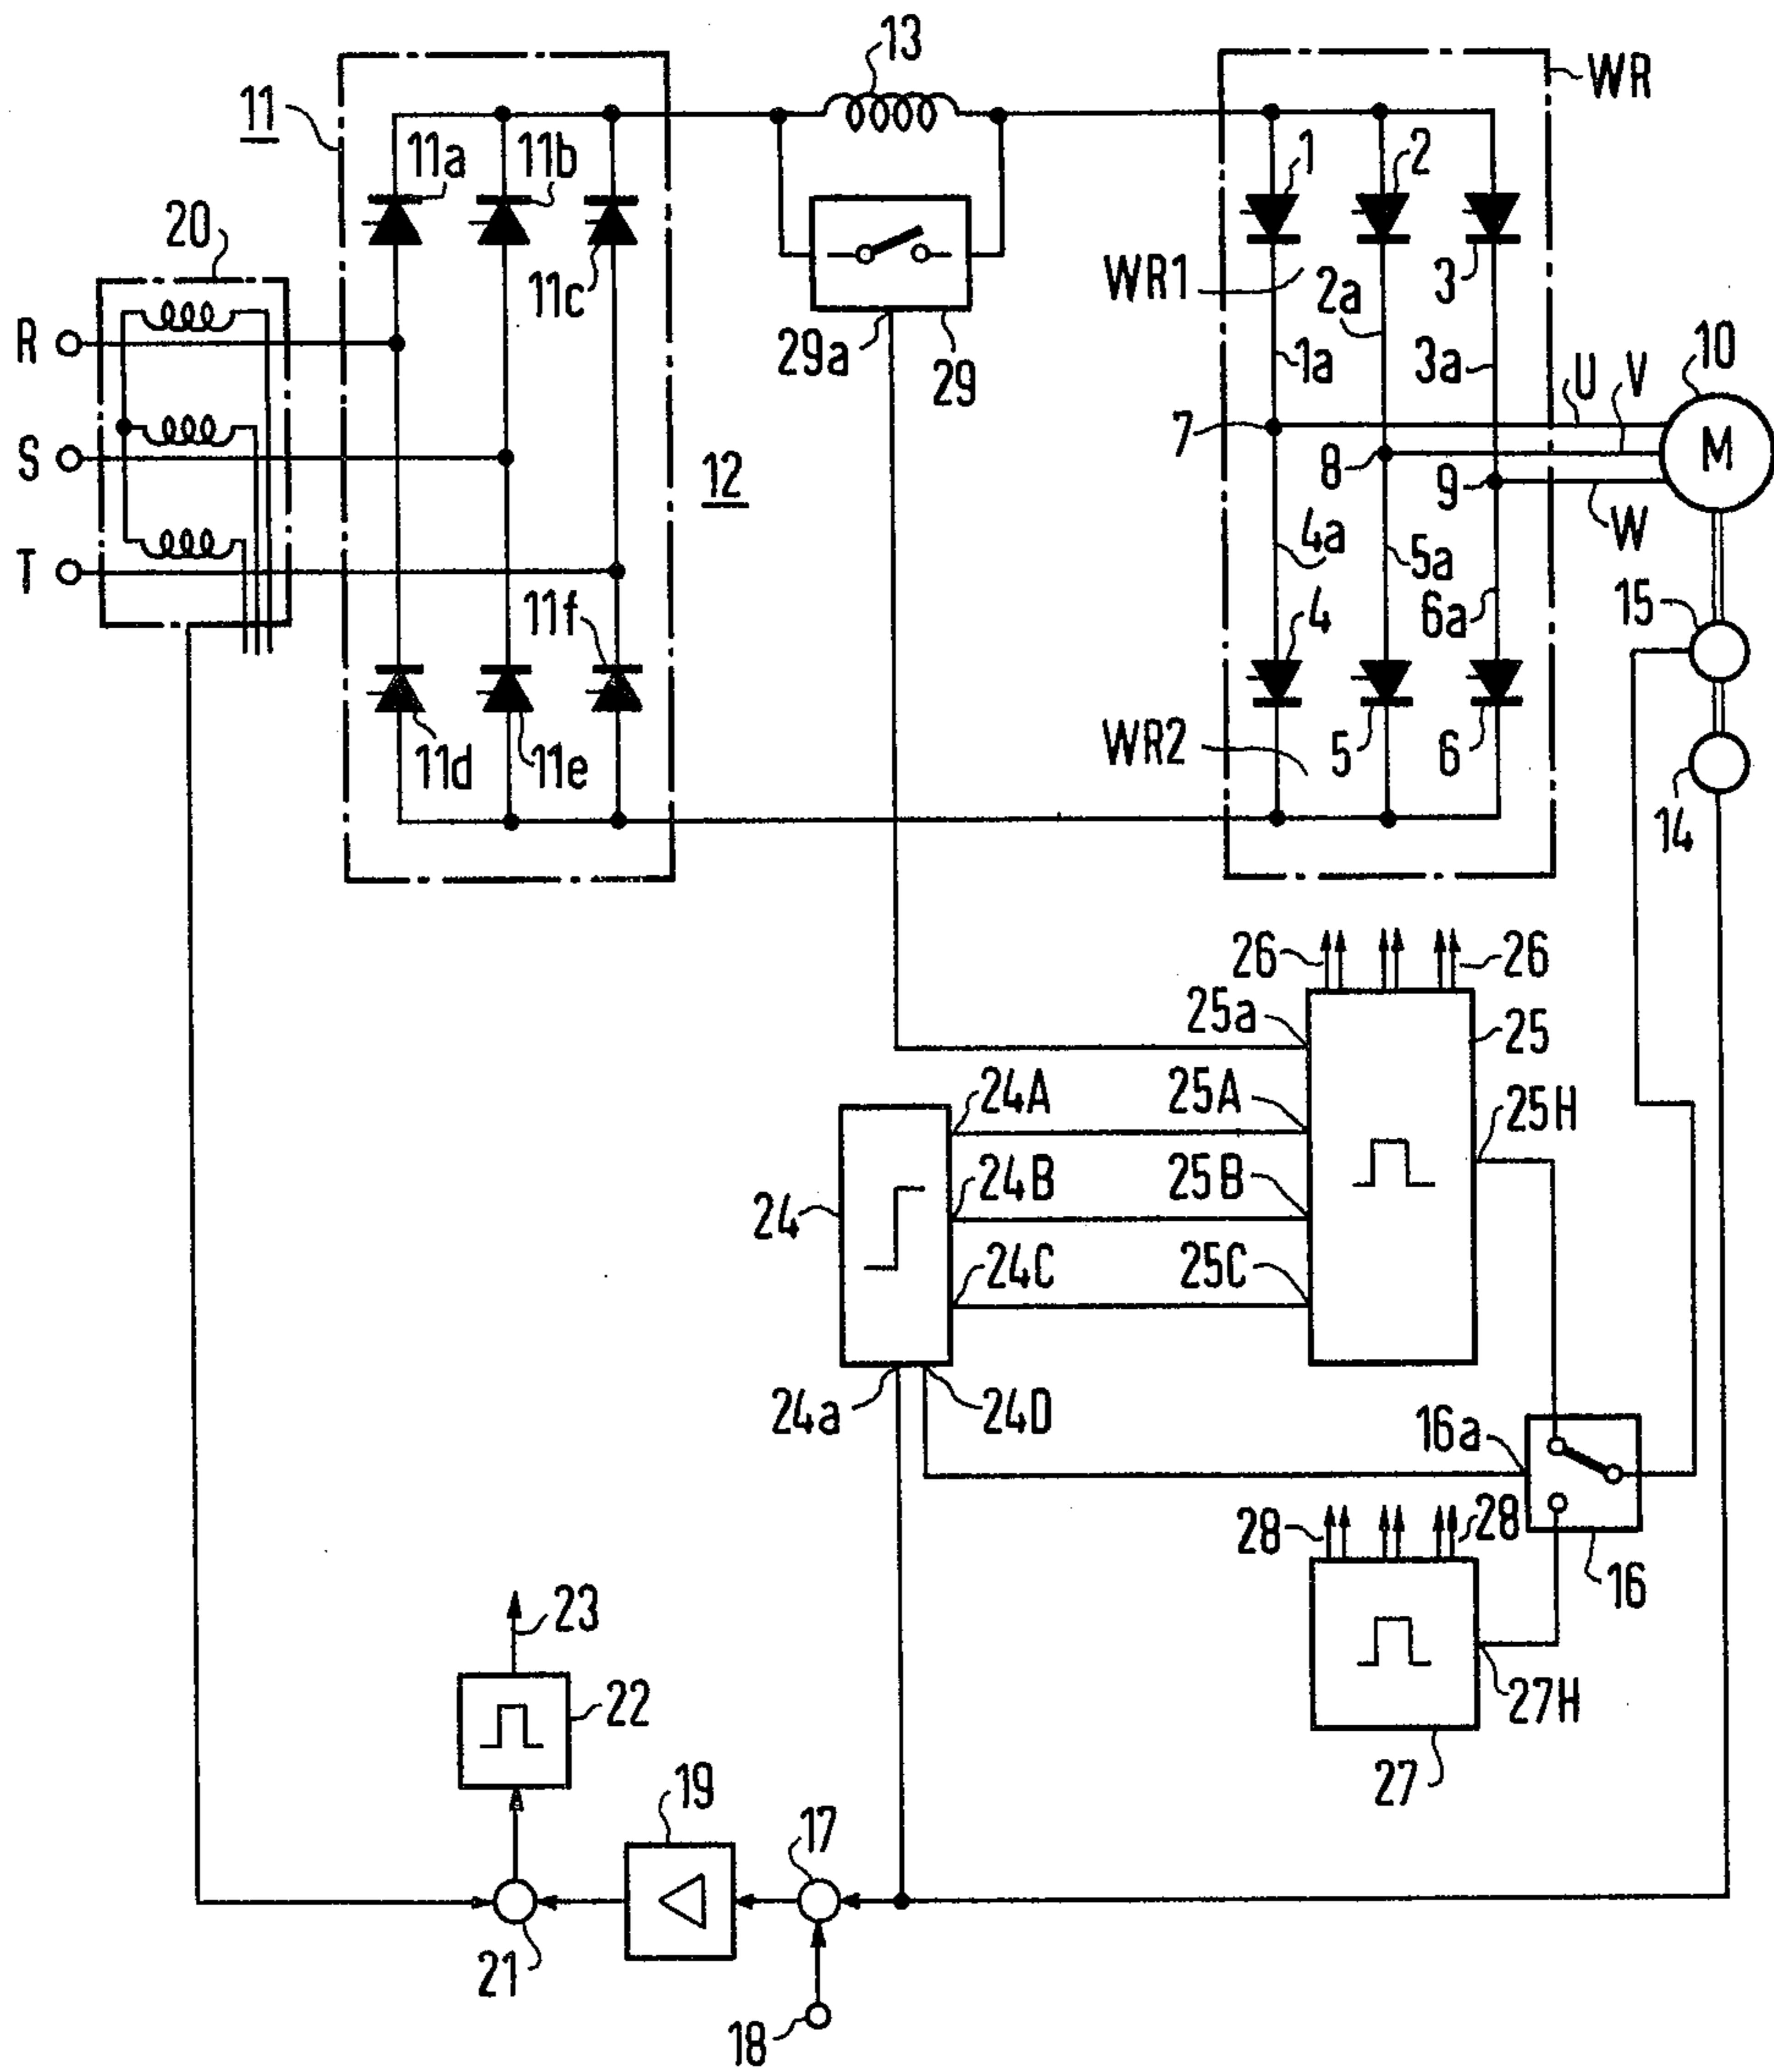 13
WR
11
11a
11b
1
2
20
11c
WR1
2a
3
R
29a
29
1a
3a
10
U
V
7
M
S
12
8
9
W
4a
5a
T
11f
4
6a
15
11d
11e
WR2
5
6
14
26
26
25a
25
24A
25A
25H
24
24B
25B
24C
25C
24a
24D
16a
28
28
16
23
22
27H
27
19
17
21
18